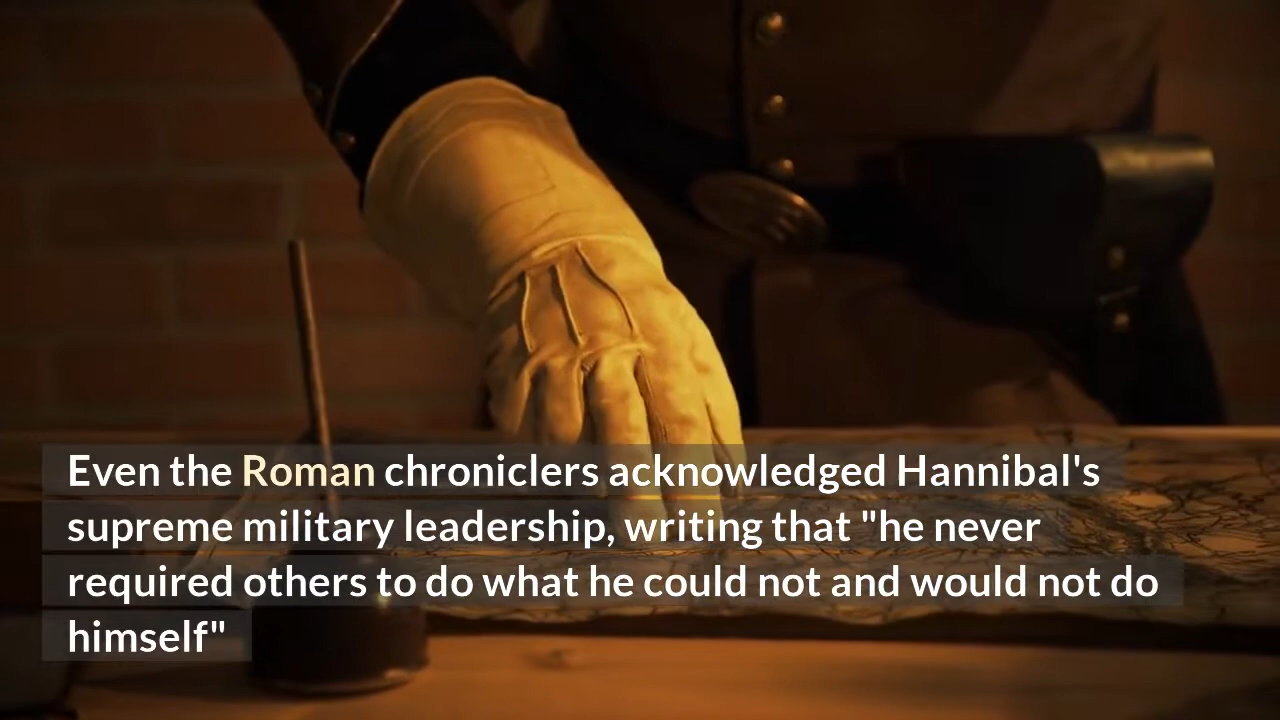 Even the Roman chroniclers acknowledged Hannibal's
supreme military leadership, writing that "he never
required others to do what he could not and would not do
himself"